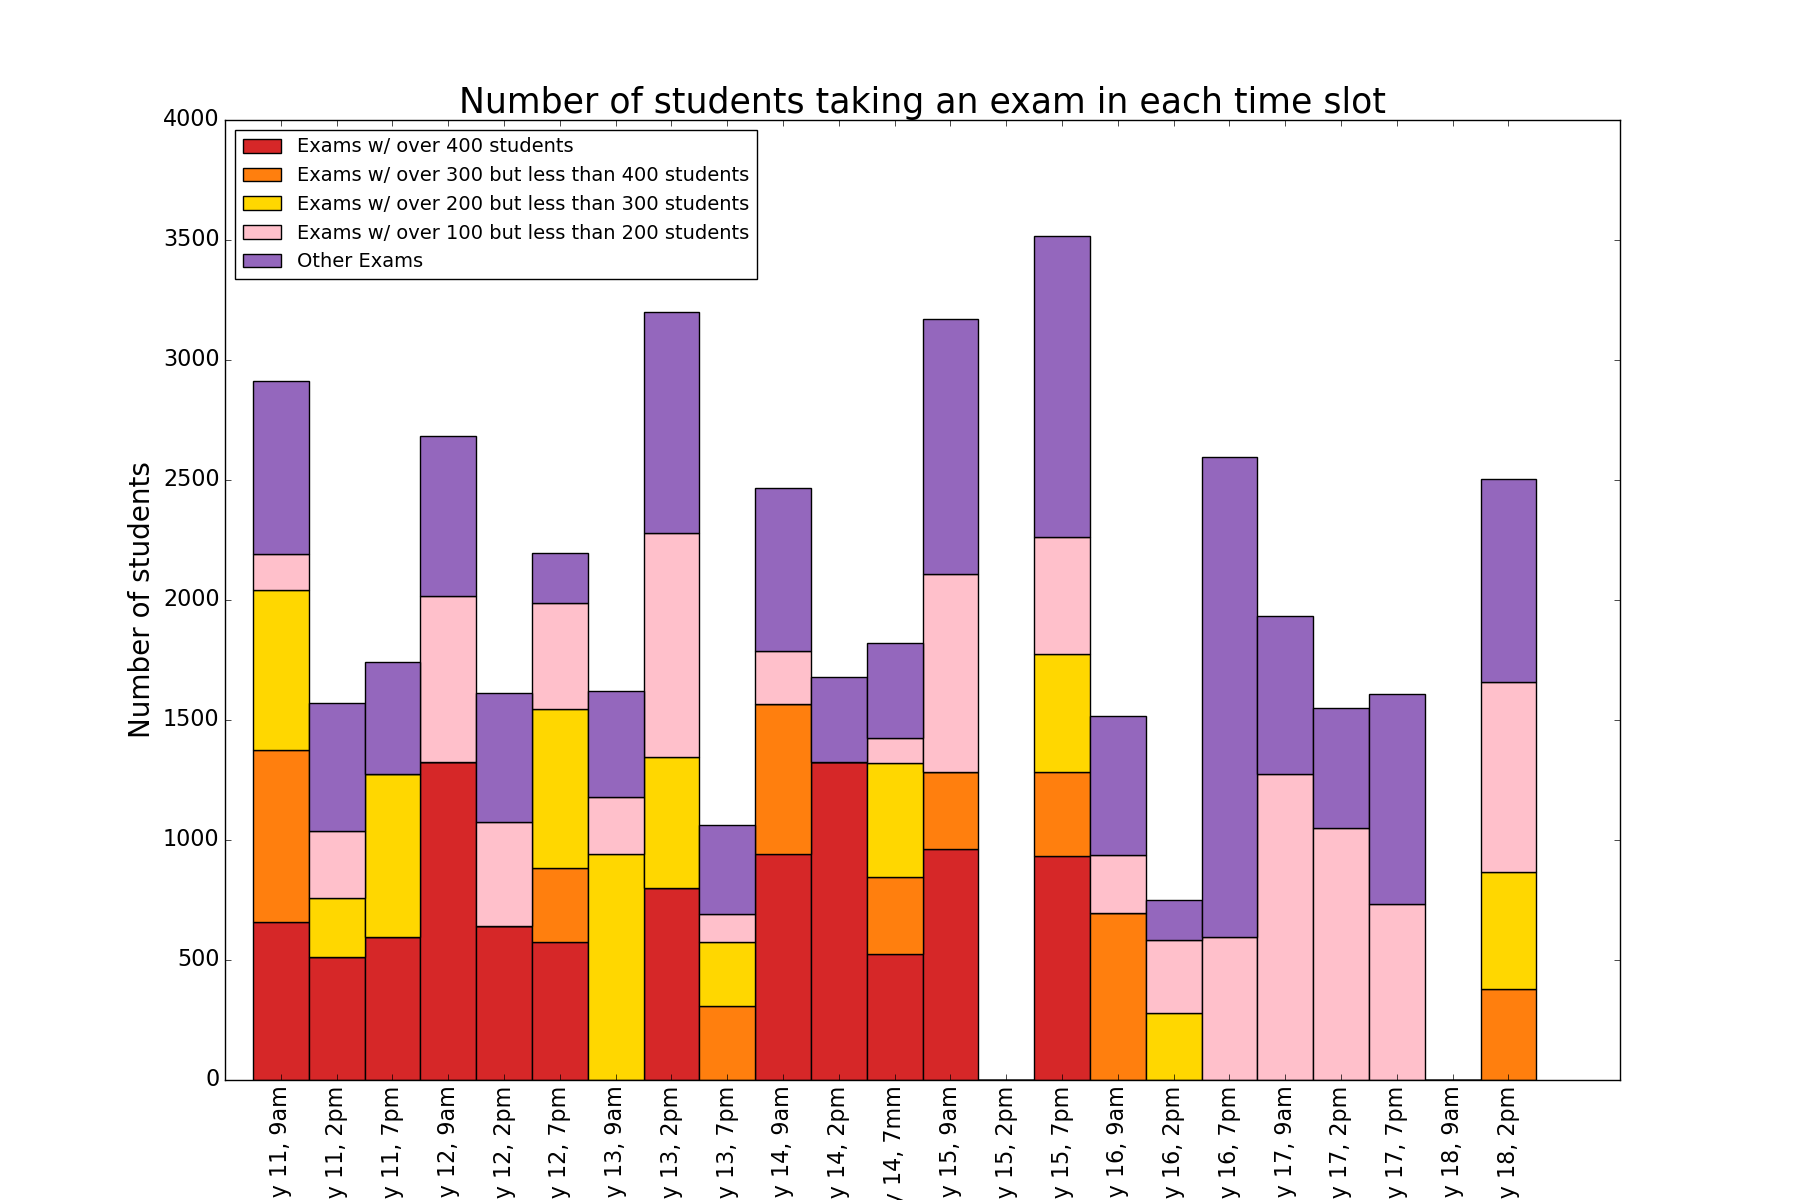 Number of students taking an exam in each time slot
4000
3500
3000
2500
2000
1500
1000
500
0
Number of students
Exams w/ over 400 students
Exams w/ over 300 but less than 400 students
Exams w/ over 200 but less than 300 students
Exams w/ over 100 but less than 200 students
Other Exams
y 11, 9am
y 11, 2pm
y 11, 7pm
y 12, 9am
y 12, 2pm
y 12, 7pm
y 13, 9am
y 13, 2pm
y 13, 7pm
y 14, 9am
y 14, 2pm
y 14, 7mm
y 15, 9am
y 15, 2pm
y 15, 7pm
y 16, 9am
y 16, 2pm
y 16, 7pm
y 17, 9am
y 17, 2pm
y 17, 7pm
y 18, 9am
y 18, 2pm